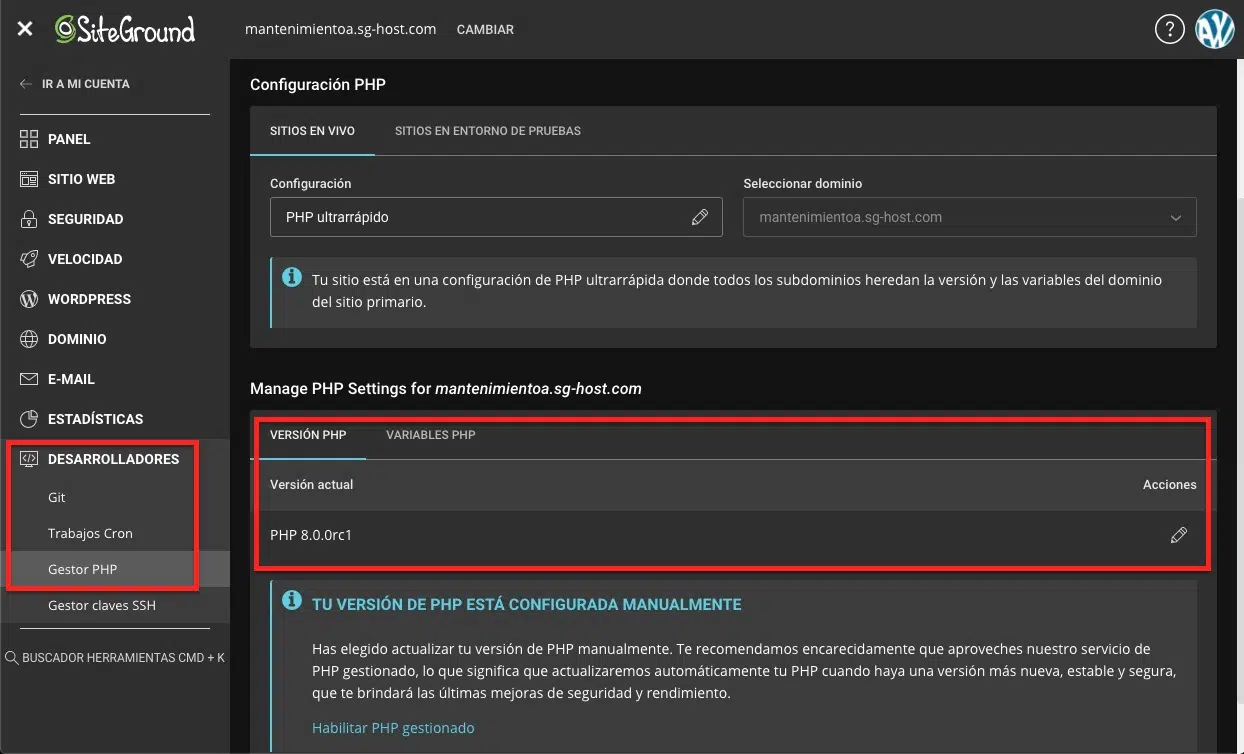 SiteGround
mantenimientoa.sg-host.com CAMBIAR
?
AW
IR A MI CUENTA
PANEL
SITIO WEB
SEGURIDAD
VELOCIDAD
WORDPRESS
DOMINIO
E-MAIL
ESTADÍSTICAS
DESARROLLADORES
Git
Trabajos Cron
Gestor PHP
Gestor claves SSH
BUSCADOR HERRAMIENTAS CMD + K
Configuración PHP
SITIOS EN VIVO SITIOS EN ENTORNO DE PRUEBAS
Configuración Seleccionar dominio
PHP ultrarrápido mantenimientoa.sg-host.com
Tu sitio está en una configuración de PHP ultrarrápida donde todos los subdominios heredan la versión y las variables del dominio
del sitio primario.
Manage PHP Settings for mantenimientoa.sg-host.com
VERSIÓN PHP VARIABLES PHP
Versión actual Acciones
PHP 8.0.0rc1
TU VERSIÓN DE PHP ESTÁ CONFIGURADA MANUALMENTE
Has elegido actualizar tu versión de PHP manualmente. Te recomendamos encarecidamente que aproveches nuestro servicio de
PHP gestionado, lo que significa que actualizaremos automáticamente tu PHP cuando haya una versión más nueva, estable y segura,
que te brindará las últimas mejoras de seguridad y rendimiento.
Habilitar PHP gestionado